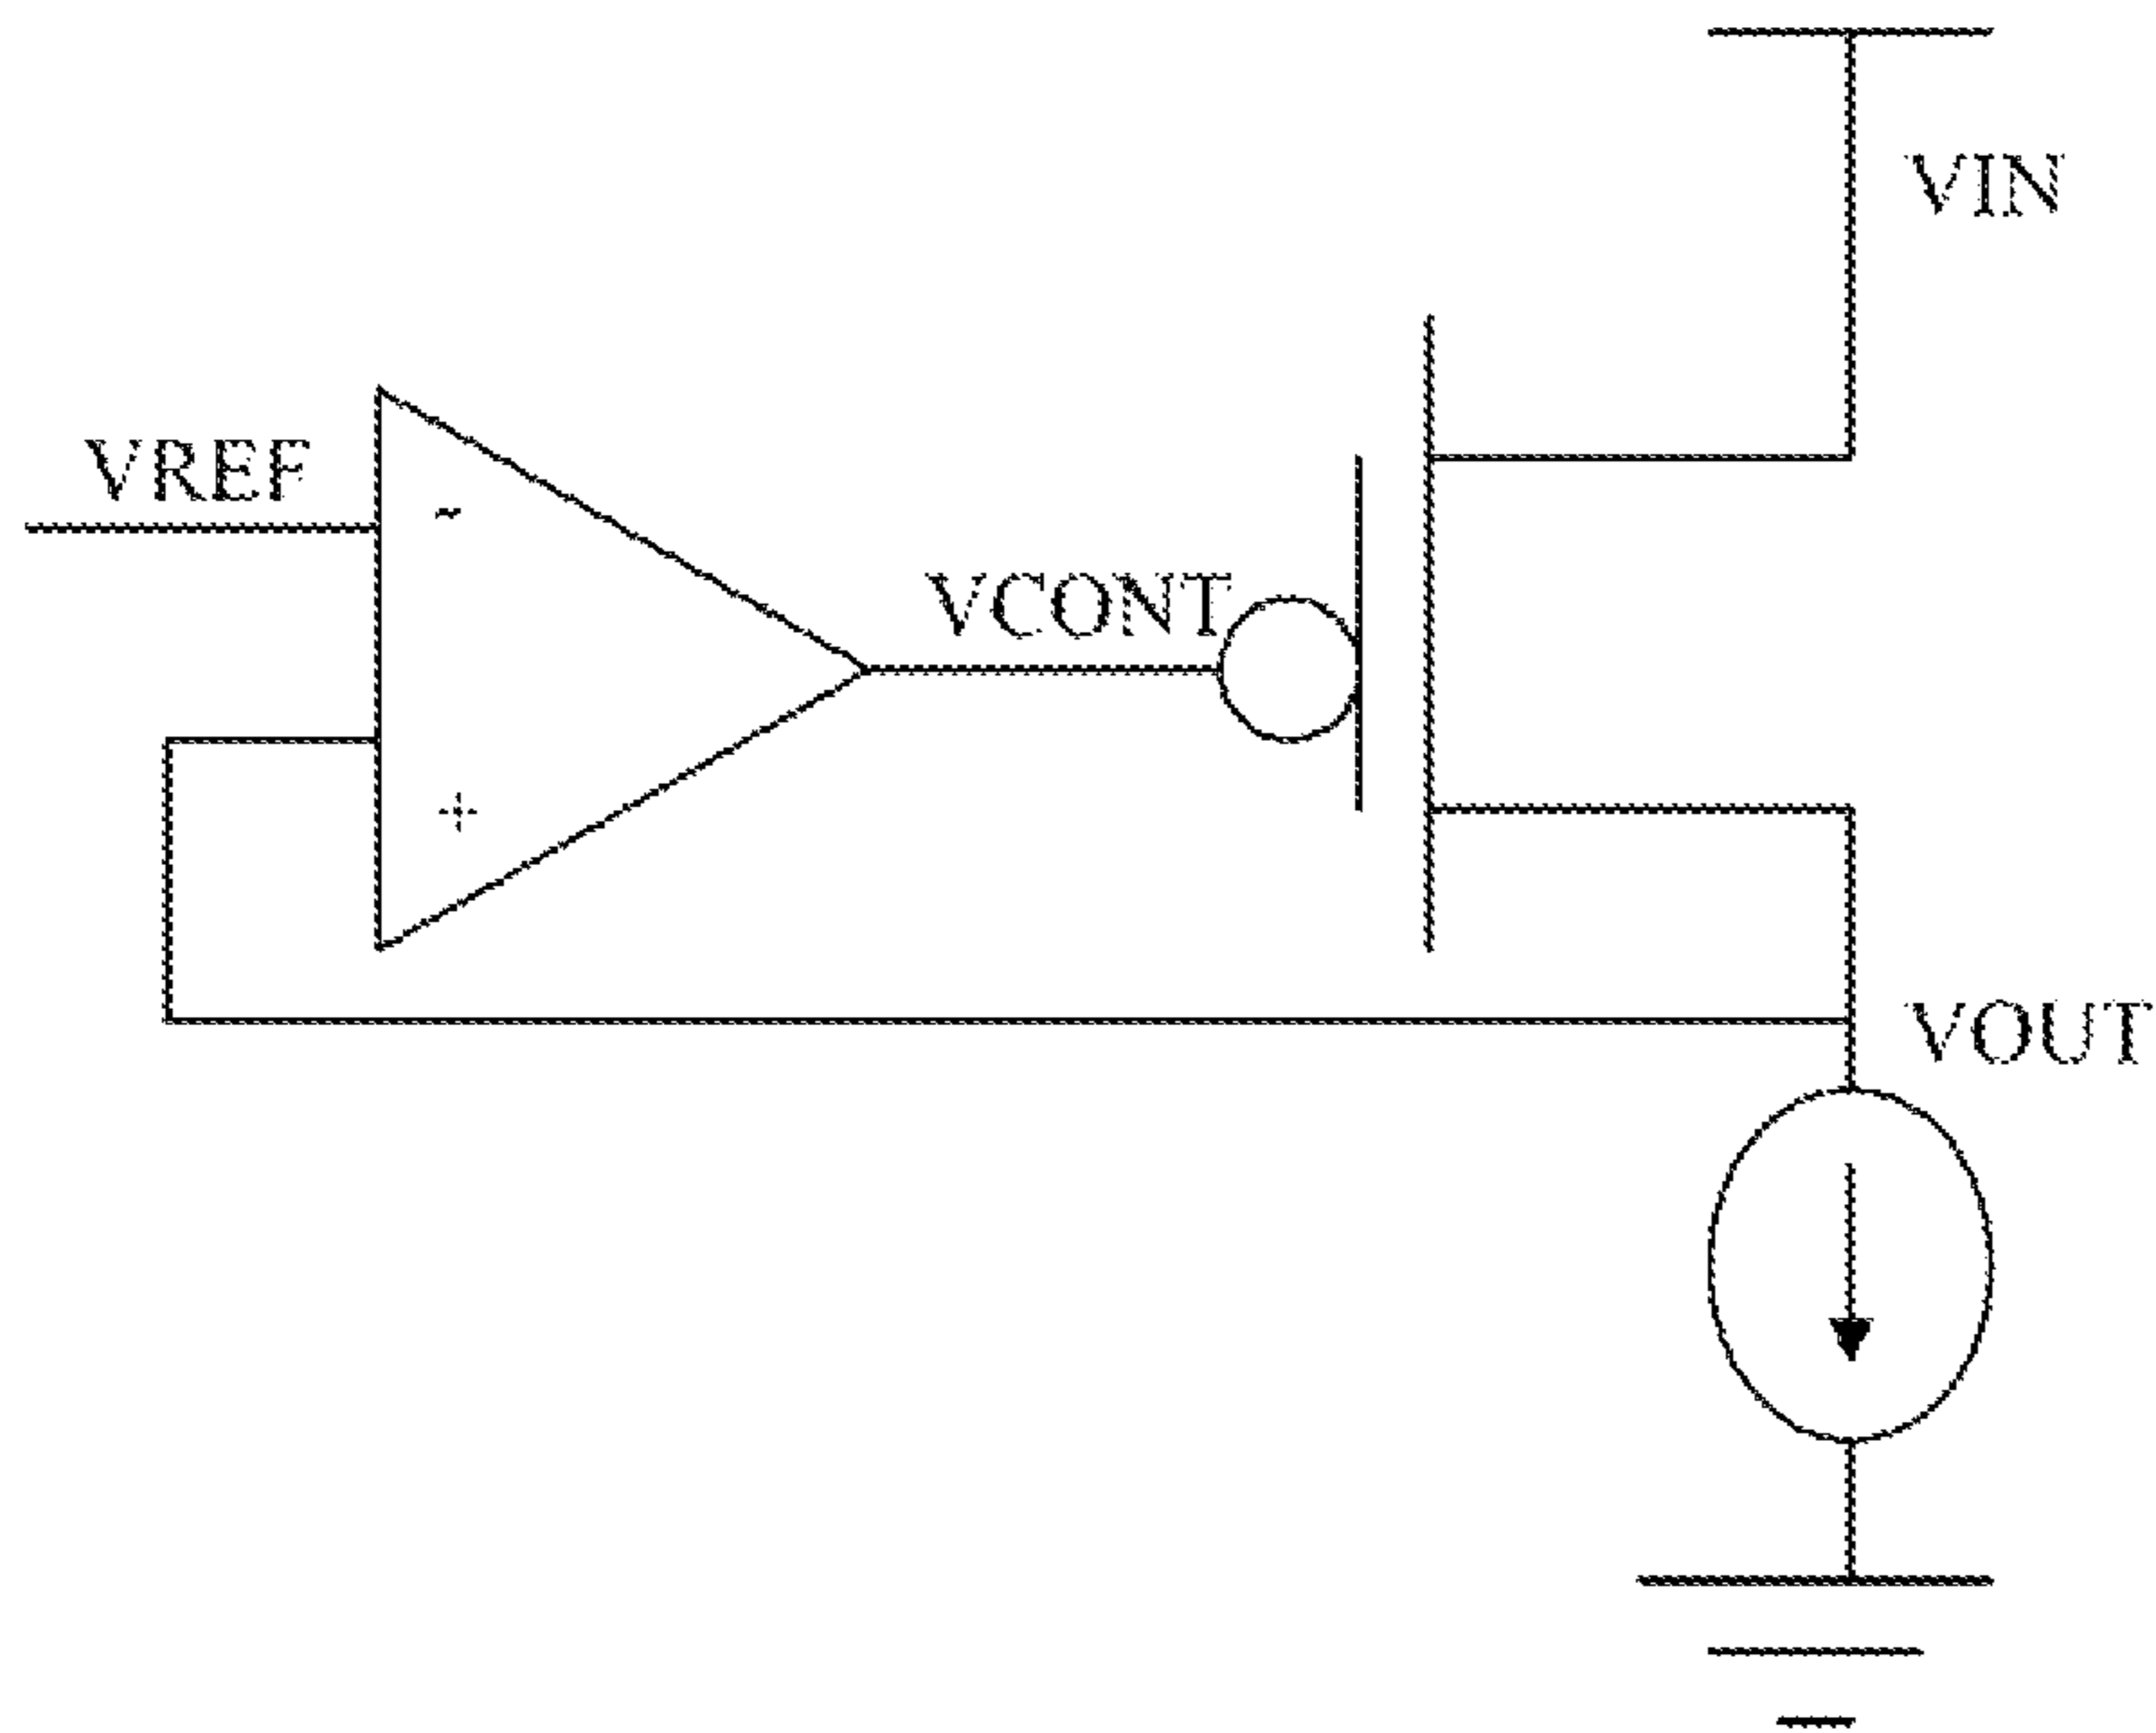 VIN
VREF
-
VCONT
+
VOUT